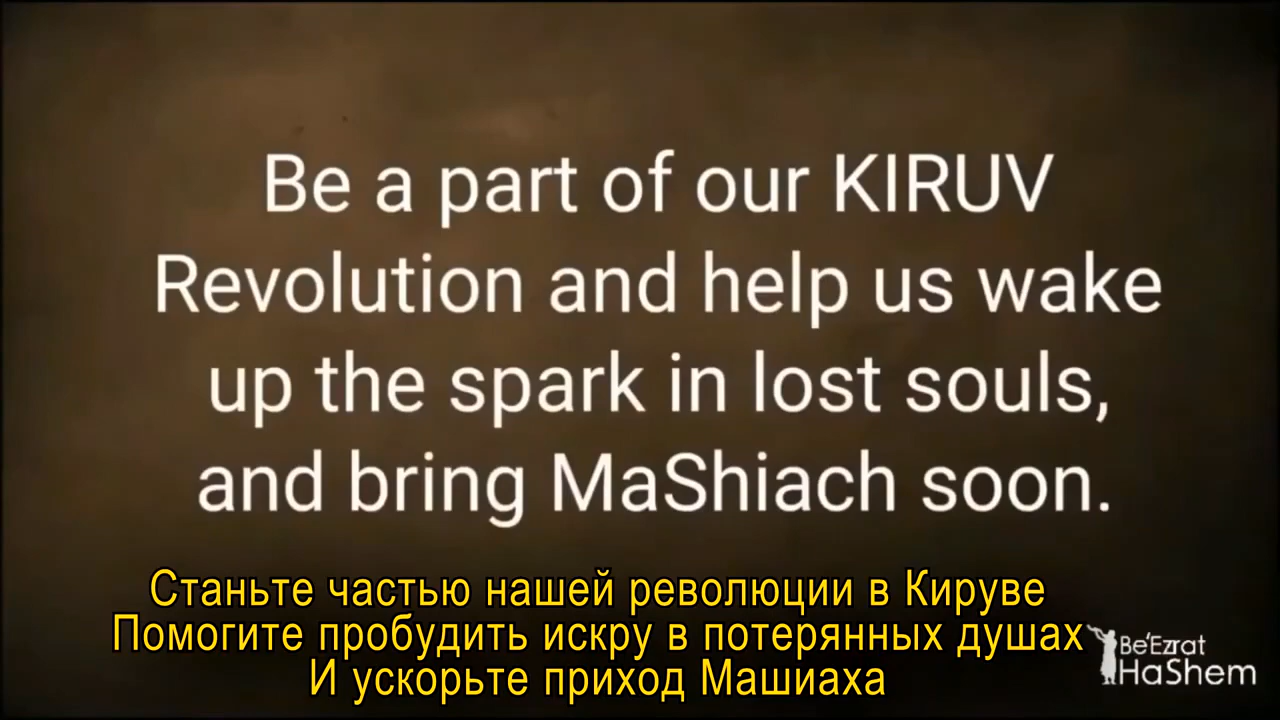 Be a part of our KIRUV
Revolution and help us wake
up the spark in lost souls,
and bring MaShiach soon.
Станьте частью нашей революции в Кируве
Помогите пробудить искру в потерянных душах
И ускорьте приход Машиаха
Be'Ezrat
HaShem